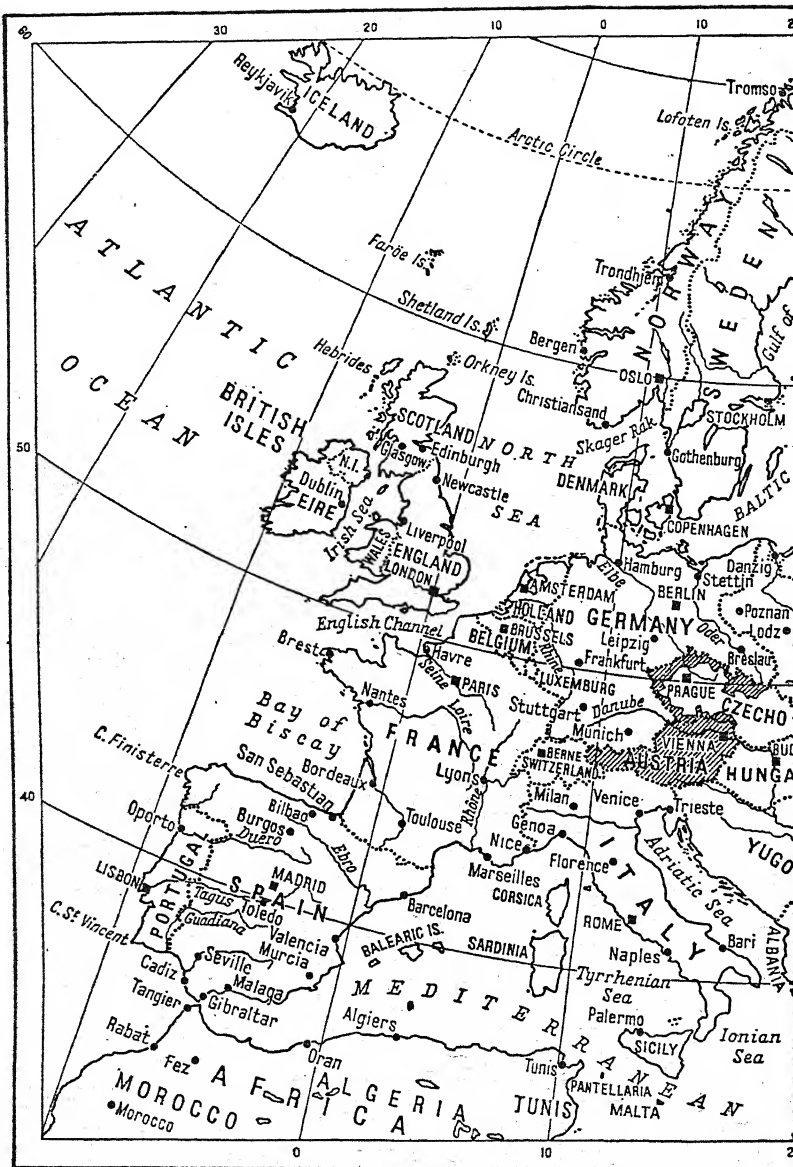 60
30
20
10
0
10
2
Reykjavik
ICELAND
Tromso
Lofoten Is.
Arctic Circle
ATLANTIC
OCEAN
Faröe Is.
Shetland Is.
Trondhjem
NORWAY
SWEDEN
Gulf of
Bergen
OSLO
Christiansand
STOCKHOLM
Hebrides
Orkney Is.
BRITISH
ISLES
SCOTLAND
NORTH
SEA
Skager Rak
Gothenburg
50
N.I.
Glasgow
Edinburgh
DENMARK
Newcastle
Dublin
EIRE
Irish Sea
COPENHAGEN
BALTIC
WALES
Liverpool
ENGLAND
LONDON
Elbe
Hamburg
Stettin
Danzig
AMSTERDAM
BERLIN
Poznan
HOLLAND
GERMANY
Lodz
English Channel
BRUSSELS
BELGIUM
Rhine
Leipzig
Oder
Breslau
Brest
Havre
Frahkfurt
Seine
PARIS
LUXEMBURG
PRAGUE
CZECHO
Nantes
Loire
Stuttgart
Danube
Munich
VIENNA
Bay of
Biscay
FRANCE
BERNE
SWITZERLAND
AUSTRIA
BUD
HUNGA
C. Finisterre
San Sebastian
Bordeaux
Lyons
Rhône
Milan
Venice
Trieste
40
Oporto
Bilbao
Burgos
Duero
Ebro
Toulouse
Genoa
Nice
Marseilles
Florence
ITALY
Adriatic Sea
YUGO
LISBON
PORTUGAL
MADRID
SPAIN
Tagus
Toledo
Guadiana
Barcelona
CORSICA
ROME
C. St Vincent
Valencia
Murcia
BALEARIC IS.
SARDINIA
Naples
Bari
ALBANIA
Seville
Cadiz
Malaga
Tangier
Gibraltar
MEDITERRANEAN
Tyrrhenian
Sea
Palermo
Ionian
Sea
Rabat
Fez
Oran
Algiers
Tunis
SICILY
PANTELLARIA
MALTA
AFRICA
MOROCCO
Morocco
ALGERIA
TUNIS
0
10
2